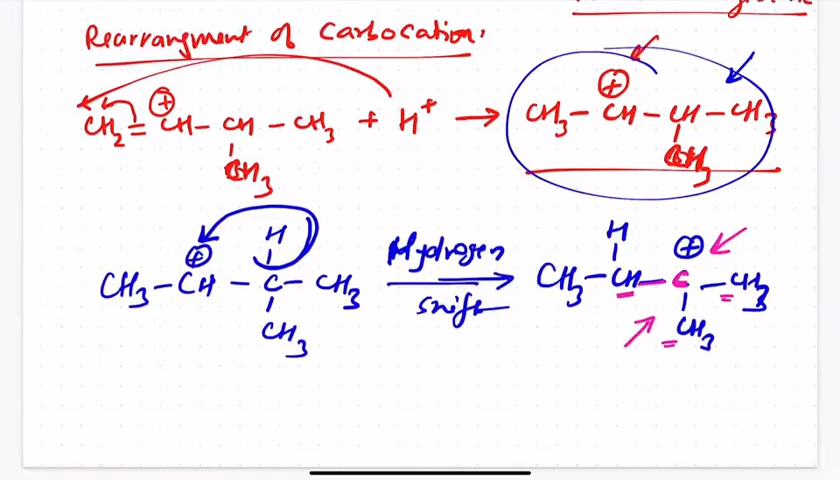 Rearrangment of Carbocation.
CH2 = CH - CH - CH3 + H+ → CH3 - CH - CH - CH3
⊕ ⊕
CH3 CH3
H Hydrogen H
⊕ ⊕
CH3 - CH - C - CH3 shift CH3 - CH - C - CH3
CH3 CH3